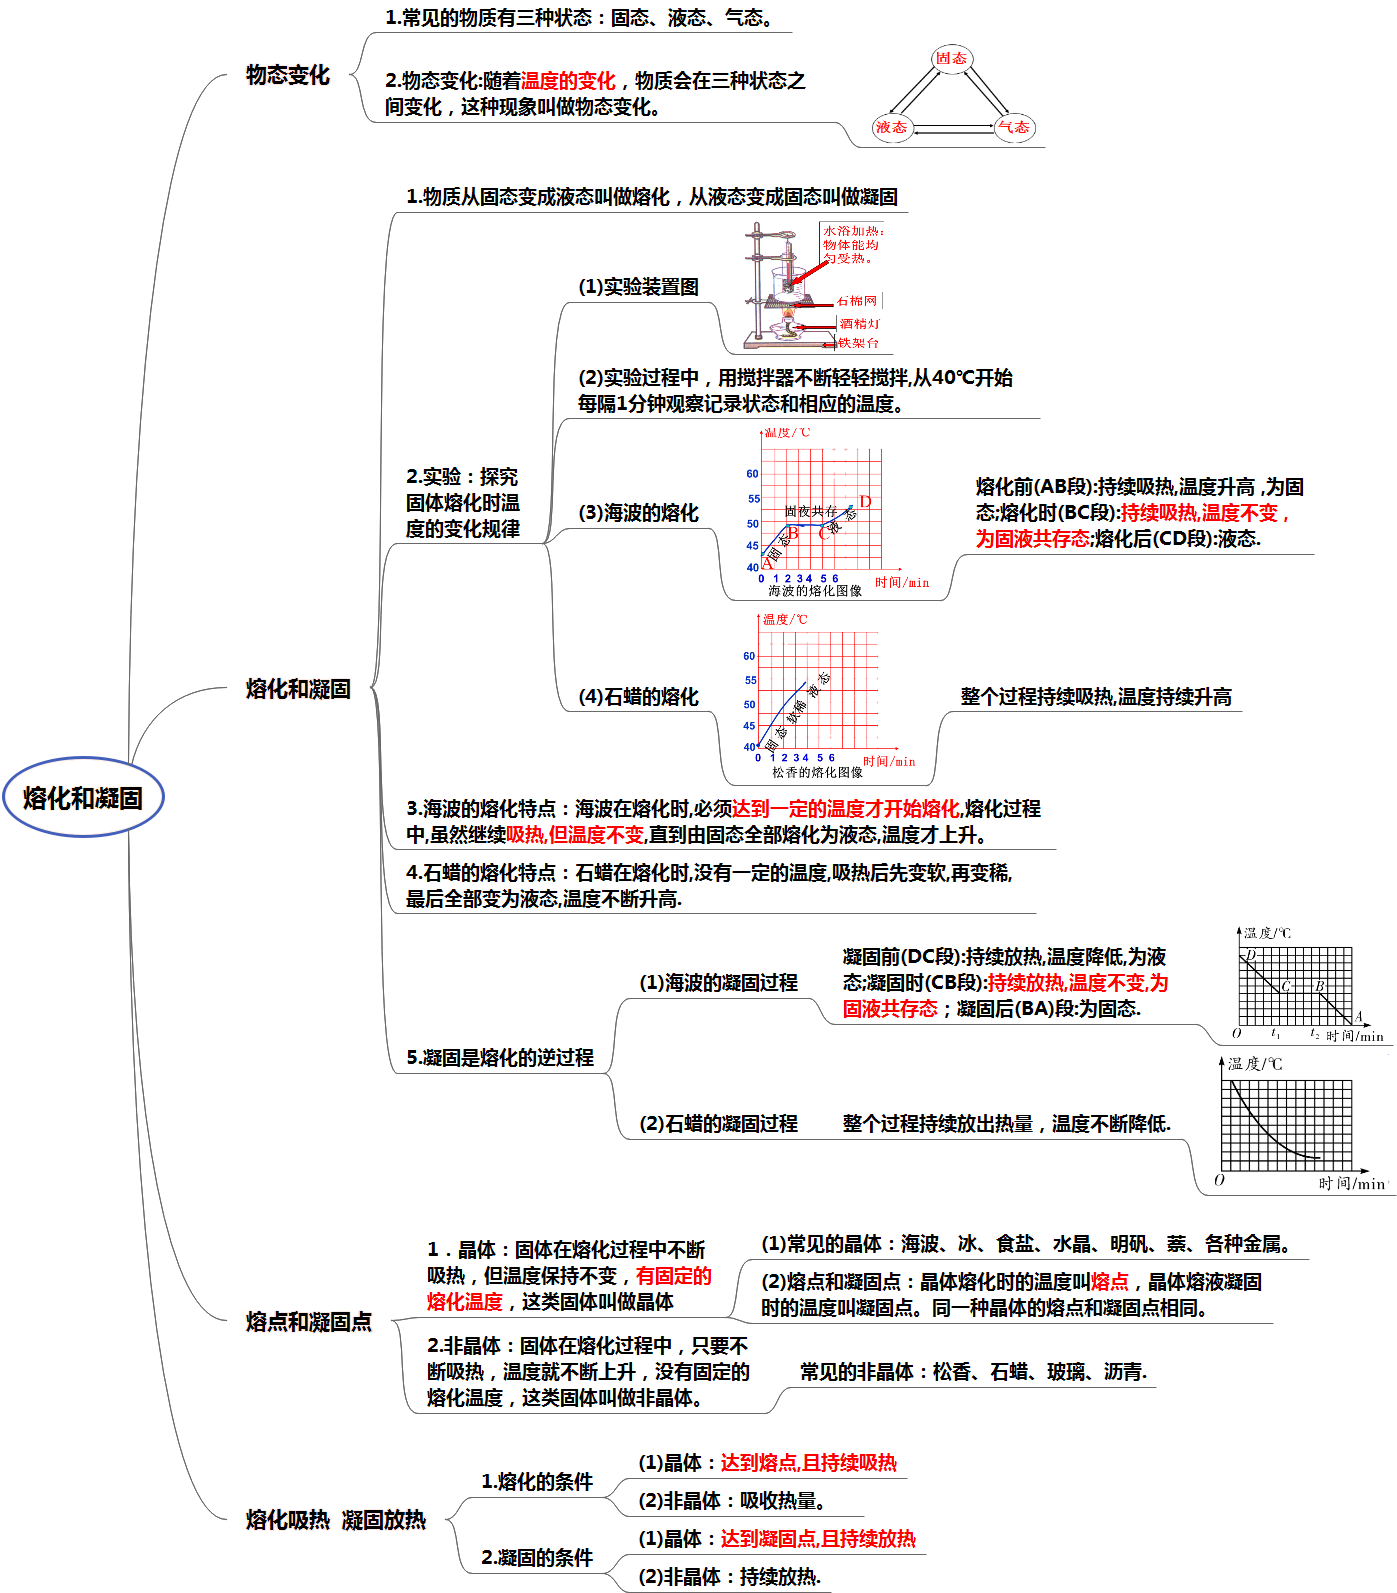 物态变化
1.常见的物质有三种状态：固态、液态、气态。
2.物态变化:随着温度的变化，物质会在三种状态之
间变化，这种现象叫做物态变化。
固态
液态
气态
熔化和凝固
熔化和凝固
1.物质从固态变成液态叫做熔化，从液态变成固态叫做凝固
2.实验：探究
固体熔化时温
度的变化规律
(1)实验装置图
水浴加热：
物体能均
匀受热。
石棉网
酒精灯
铁架台
(2)实验过程中，用搅拌器不断轻轻搅拌,从40℃开始
每隔1分钟观察记录状态和相应的温度。
(3)海波的熔化
温度/℃
60
55
50
45
40
固夜共存
D
B
C
A
固态
液态
0 1 2 3 4 5 6
时间/min
海波的熔化图像
熔化前(AB段):持续吸热,温度升高 ,为固
态;熔化时(BC段):持续吸热,温度不变，
为固液共存态;熔化后(CD段):液态.
(4)石蜡的熔化
温度/℃
60
55
50
45
40
固态 软稀 液态
0 1 2 3 4 5 6
时间/min
松香的熔化图像
整个过程持续吸热,温度持续升高
3.海波的熔化特点：海波在熔化时,必须达到一定的温度才开始熔化,熔化过程
中,虽然继续吸热,但温度不变,直到由固态全部熔化为液态,温度才上升。
4.石蜡的熔化特点：石蜡在熔化时,没有一定的温度,吸热后先变软,再变稀,
最后全部变为液态,温度不断升高.
5.凝固是熔化的逆过程
(1)海波的凝固过程
凝固前(DC段):持续放热,温度降低,为液
态;凝固时(CB段):持续放热,温度不变,为
固液共存态；凝固后(BA)段:为固态.
温度/℃
D
C
B
A
O t₁ t₂ 时间/min
(2)石蜡的凝固过程
整个过程持续放出热量，温度不断降低.
温度/℃
O
时间/min
熔点和凝固点
1．晶体：固体在熔化过程中不断
吸热，但温度保持不变，有固定的
熔化温度，这类固体叫做晶体
(1)常见的晶体：海波、冰、食盐、水晶、明矾、萘、各种金属。
(2)熔点和凝固点：晶体熔化时的温度叫熔点，晶体熔液凝固
时的温度叫凝固点。同一种晶体的熔点和凝固点相同。
2.非晶体：固体在熔化过程中，只要不
断吸热，温度就不断上升，没有固定的
熔化温度，这类固体叫做非晶体。
常见的非晶体：松香、石蜡、玻璃、沥青.
熔化吸热 凝固放热
1.熔化的条件
(1)晶体：达到熔点,且持续吸热
(2)非晶体：吸收热量。
2.凝固的条件
(1)晶体：达到凝固点,且持续放热
(2)非晶体：持续放热.